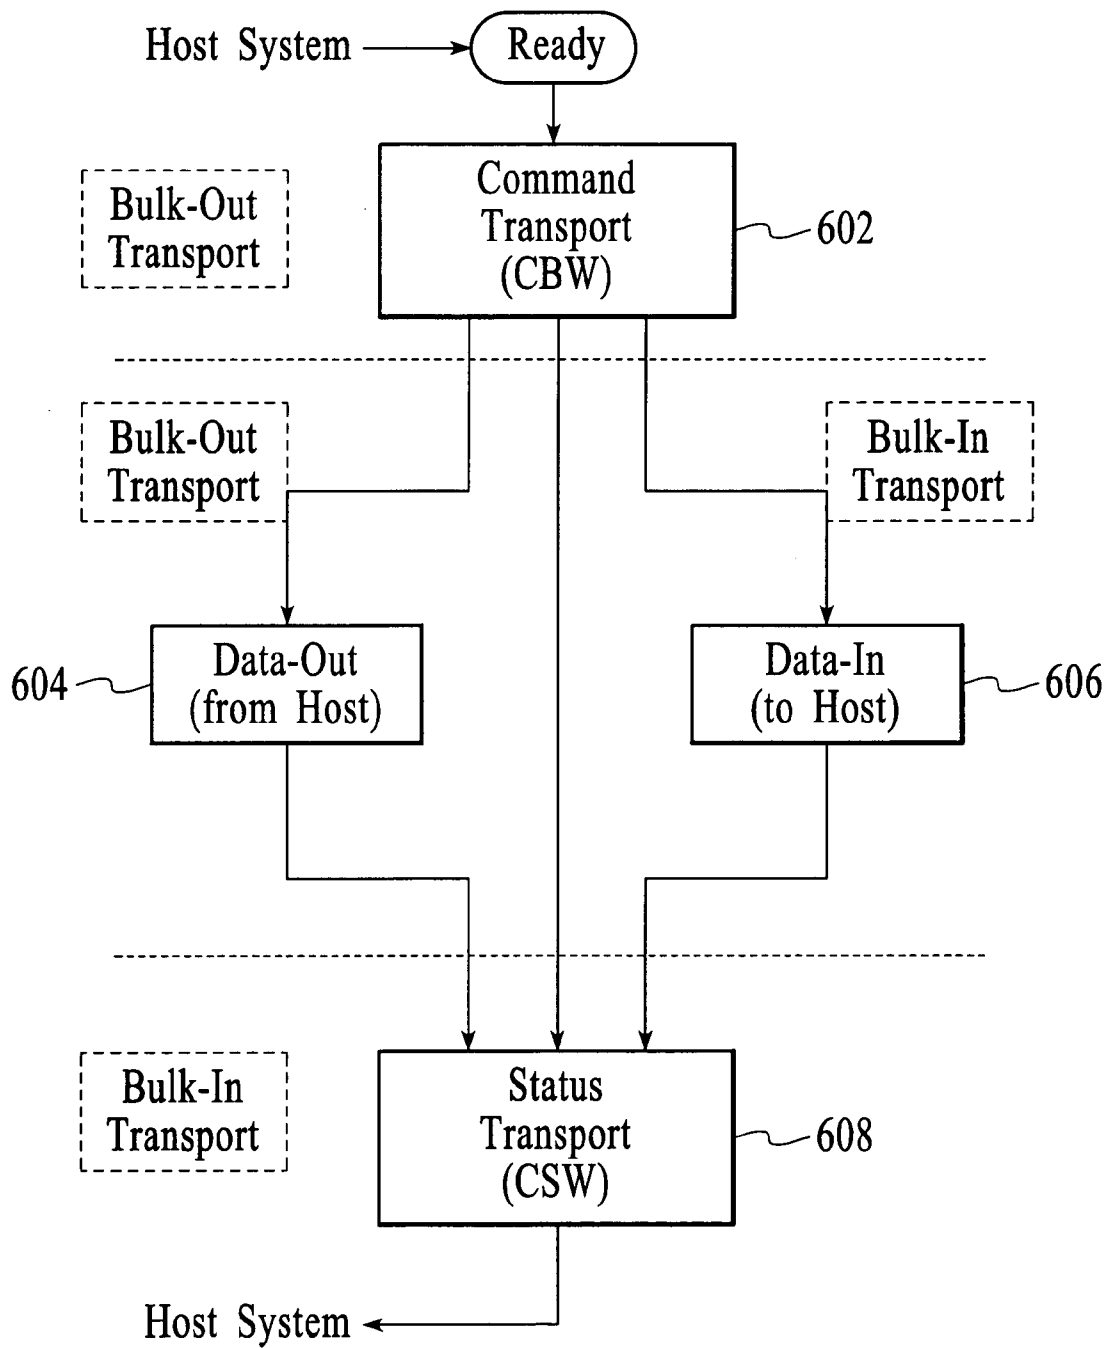 Host System
Ready
Command
Transport
(CBW)
602
Bulk-Out
Transport
Bulk-Out
Transport
Bulk-In
Transport
604
Data-Out
(from Host)
Data-In
(to Host)
606
Bulk-In
Transport
Status
Transport
(CSW)
608
Host System